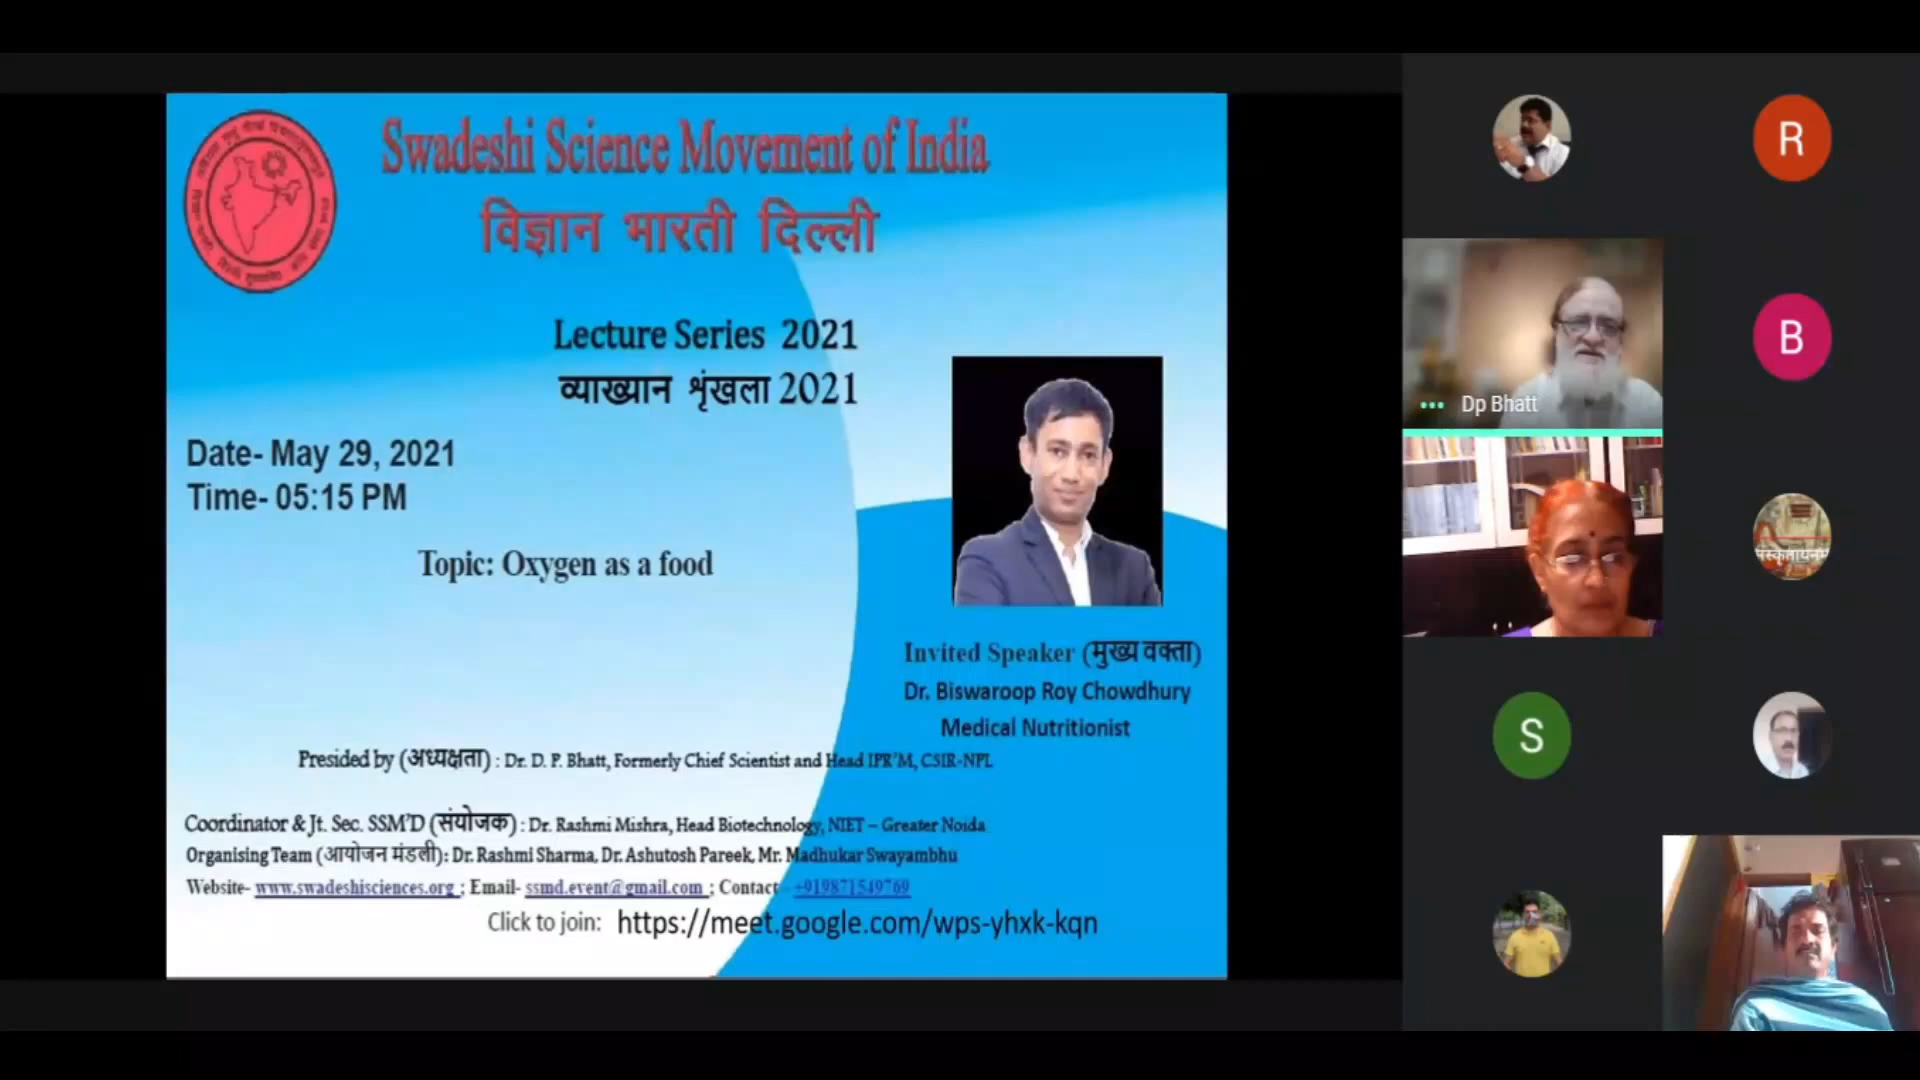 Swadeshi Science Movement of India
विज्ञान भारती दिल्ली
Lecture Series 2021
व्याख्यान शृंखला 2021
Date- May 29, 2021
Time- 05:15 PM
Topic: Oxygen as a food
Invited Speaker (मुख्य वक्ता)
Dr. Biswaroop Roy Chowdhury
Medical Nutritionist
Presided by (अध्यक्षता) : Dr. D. P. Bhatt, Formerly Chief Scientist and Head IPR'M, CSIR-NPL
Coordinator & Jt. Sec. SSM'D (संयोजक) : Dr. Rashmi Mishra, Head Biotechnology, NIET – Greater Noida
Organising Team (आयोजन मंडली): Dr. Rashmi Sharma, Dr. Ashutosh Pareek, Mr. Madhukar Swayambhu
Website- www.swadeshisciences.org ; Email- ssmd.event@gmail.com ; Contact - +919871549769
Click to join: https://meet.google.com/wps-yhxk-kqn
R
Dp Bhatt
B
S